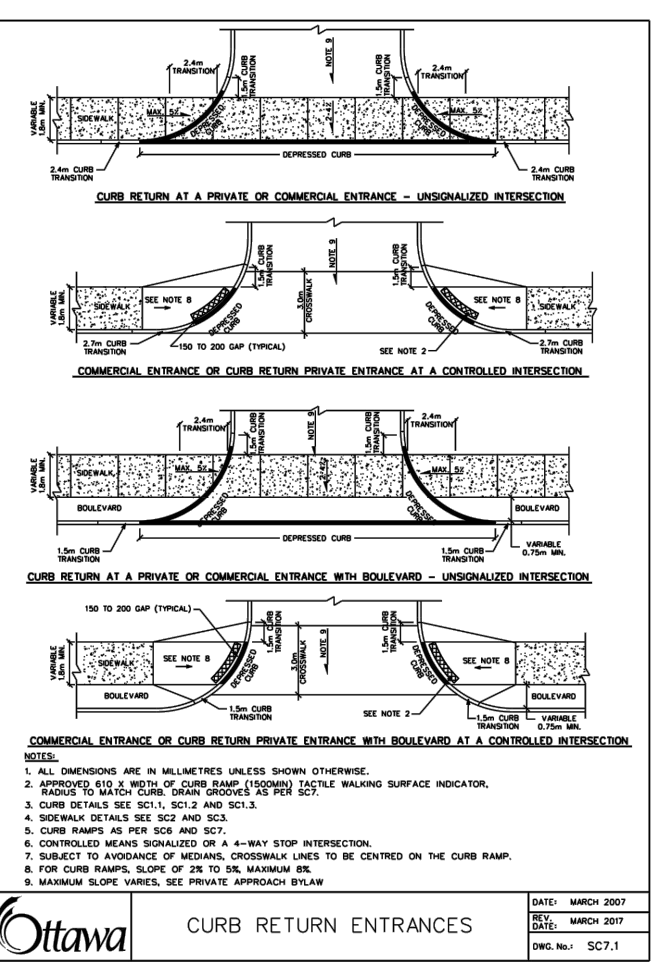 2.4m
TRANSITION
1.5m CURB
TRANSITION
NOTE 9
1.5m CURB
TRANSITION
2.4m
TRANSITION
VARIABLE
1.8m MIN.
SIDEWALK
MAX. 5%
DEPRESSED
CURB
2-4%
DEPRESSED
CURB
MAX. 5%
DEPRESSED CURB
2.4m CURB
TRANSITION
2.4m CURB
TRANSITION
CURB RETURN AT A PRIVATE OR COMMERCIAL ENTRANCE - UNSIGNALIZED INTERSECTION
1.5m CURB
TRANSITION
NOTE 9
1.5m CURB
TRANSITION
VARIABLE
1.8m MIN.
SIDEWALK
SEE NOTE 8
DEPRESSED
CURB
3.0m
CROSSWALK
DEPRESSED
CURB
SEE NOTE 8
SIDEWALK
2.7m CURB
TRANSITION
150 TO 200 GAP (TYPICAL)
SEE NOTE 2
2.7m CURB
TRANSITION
COMMERCIAL ENTRANCE OR CURB RETURN PRIVATE ENTRANCE AT A CONTROLLED INTERSECTION
2.4m
TRANSITION
1.5m CURB
TRANSITION
NOTE 9
1.5m CURB
TRANSITION
2.4m
TRANSITION
VARIABLE
1.8m MIN.
SIDEWALK
MAX. 5%
2-4%
MAX. 5%
BOULEVARD
DEPRESSED
CURB
DEPRESSED
CURB
BOULEVARD
DEPRESSED CURB
1.5m CURB
TRANSITION
1.5m CURB
TRANSITION
VARIABLE
0.75m MIN.
CURB RETURN AT A PRIVATE OR COMMERCIAL ENTRANCE WITH BOULEVARD - UNSIGNALIZED INTERSECTION
150 TO 200 GAP (TYPICAL)
1.5m CURB
TRANSITION
NOTE 9
1.5m CURB
TRANSITION
VARIABLE
1.8m MIN.
SIDEWALK
SEE NOTE 8
DEPRESSED
CURB
3.0m
CROSSWALK
DEPRESSED
CURB
SEE NOTE 8
SIDEWALK
BOULEVARD
BOULEVARD
1.5m CURB
TRANSITION
SEE NOTE 2
1.5m CURB
TRANSITION
VARIABLE
0.75m MIN.
COMMERCIAL ENTRANCE OR CURB RETURN PRIVATE ENTRANCE WITH BOULEVARD AT A CONTROLLED INTERSECTION
NOTES:
1. ALL DIMENSIONS ARE IN MILLIMETRES UNLESS SHOWN OTHERWISE.
2. APPROVED 610 X WIDTH OF CURB RAMP (1500MIN) TACTILE WALKING SURFACE INDICATOR,
RADIUS TO MATCH CURB. DRAIN GROOVES AS PER SC7.
3. CURB DETAILS SEE SC1.1, SC1.2 AND SC1.3.
4. SIDEWALK DETAILS SEE SC2 AND SC3.
5. CURB RAMPS AS PER SC6 AND SC7.
6. CONTROLLED MEANS SIGNALIZED OR A 4-WAY STOP INTERSECTION.
7. SUBJECT TO AVOIDANCE OF MEDIANS, CROSSWALK LINES TO BE CENTRED ON THE CURB RAMP.
8. FOR CURB RAMPS, SLOPE OF 2% TO 5%, MAXIMUM 8%.
9. MAXIMUM SLOPE VARIES, SEE PRIVATE APPROACH BYLAW
Ottawa
CURB RETURN ENTRANCES
DATE: MARCH 2007
REV. DATE: MARCH 2017
DWG. No.: SC7.1